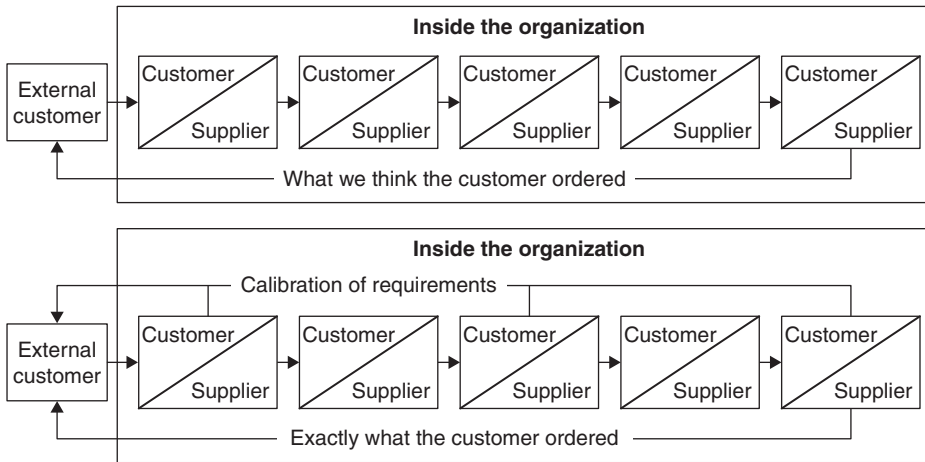 Inside the organization
External
customer
Customer
Supplier
Customer
Supplier
Customer
Supplier
Customer
Supplier
Customer
Supplier
What we think the customer ordered
Inside the organization
Calibration of requirements
External
customer
Customer
Supplier
Customer
Supplier
Customer
Supplier
Customer
Supplier
Customer
Supplier
Exactly what the customer ordered